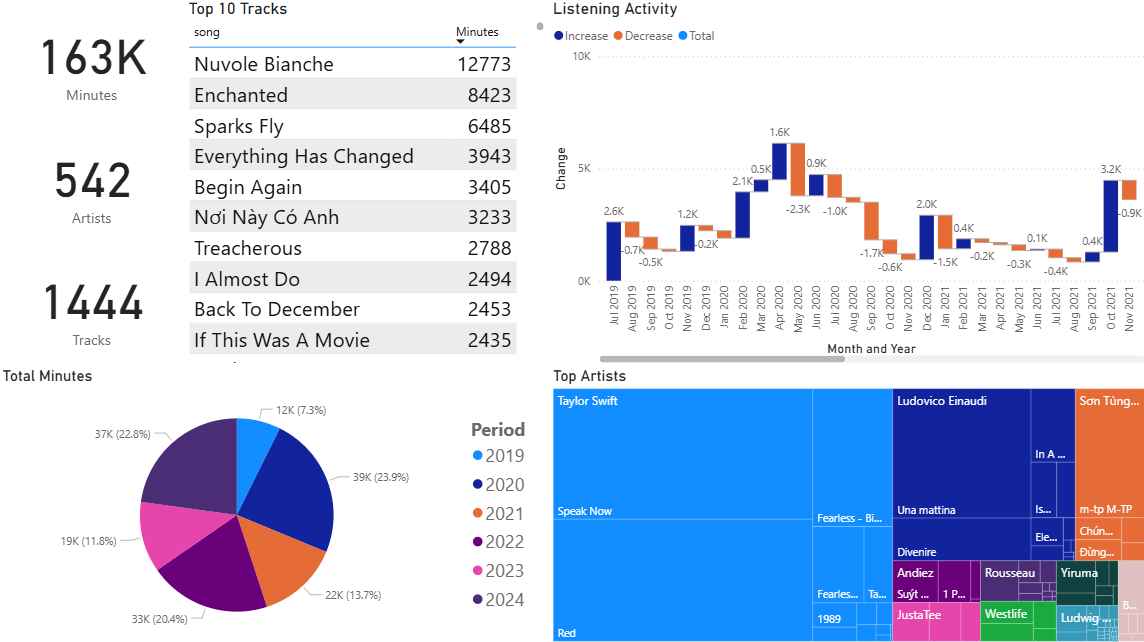 163K
Minutes
542
Artists
1444
Tracks
Top 10 Tracks
song Minutes
Nuvole Bianche 12773
Enchanted 8423
Sparks Fly 6485
Everything Has Changed 3943
Begin Again 3405
Nơi Này Có Anh 3233
Treacherous 2788
I Almost Do 2494
Back To December 2453
If This Was A Movie 2435
Listening Activity
Increase Decrease Total
Change
10K
5K
0K
2.6K
-0.7K
-0.5K
1.2K
-0.2K
2.1K
0.5K
1.6K
-2.3K
0.9K
-1.0K
-1.7K
-0.6K
2.0K
-1.5K
0.4K
-0.2K
-0.3K
0.1K
-0.4K
0.4K
3.2K
-0.9K
Jul 2019
Aug 2019
Sep 2019
Oct 2019
Nov 2019
Dec 2019
Jan 2020
Feb 2020
Mar 2020
Apr 2020
May 2020
Jun 2020
Jul 2020
Aug 2020
Sep 2020
Oct 2020
Nov 2020
Dec 2020
Jan 2021
Feb 2021
Mar 2021
Apr 2021
May 2021
Jun 2021
Jul 2021
Aug 2021
Sep 2021
Oct 2021
Nov 2021
Month and Year
Total Minutes
12K (7.3%)
39K (23.9%)
22K (13.7%)
33K (20.4%)
19K (11.8%)
37K (22.8%)
Period
2019
2020
2021
2022
2023
2024
Top Artists
Taylor Swift
Speak Now
Red
Fearless - Bi...
Fearles...
Ta...
1989
Ludovico Einaudi
Una mattina
Divenire
In A ...
Is...
Ele...
Sơn Tùng...
m-tp M-TP
Chún...
Đừng...
Andiez
Suýt ...
1 P...
Rousseau
Yiruma
B...
JustaTee
Westlife
Ludwig ...